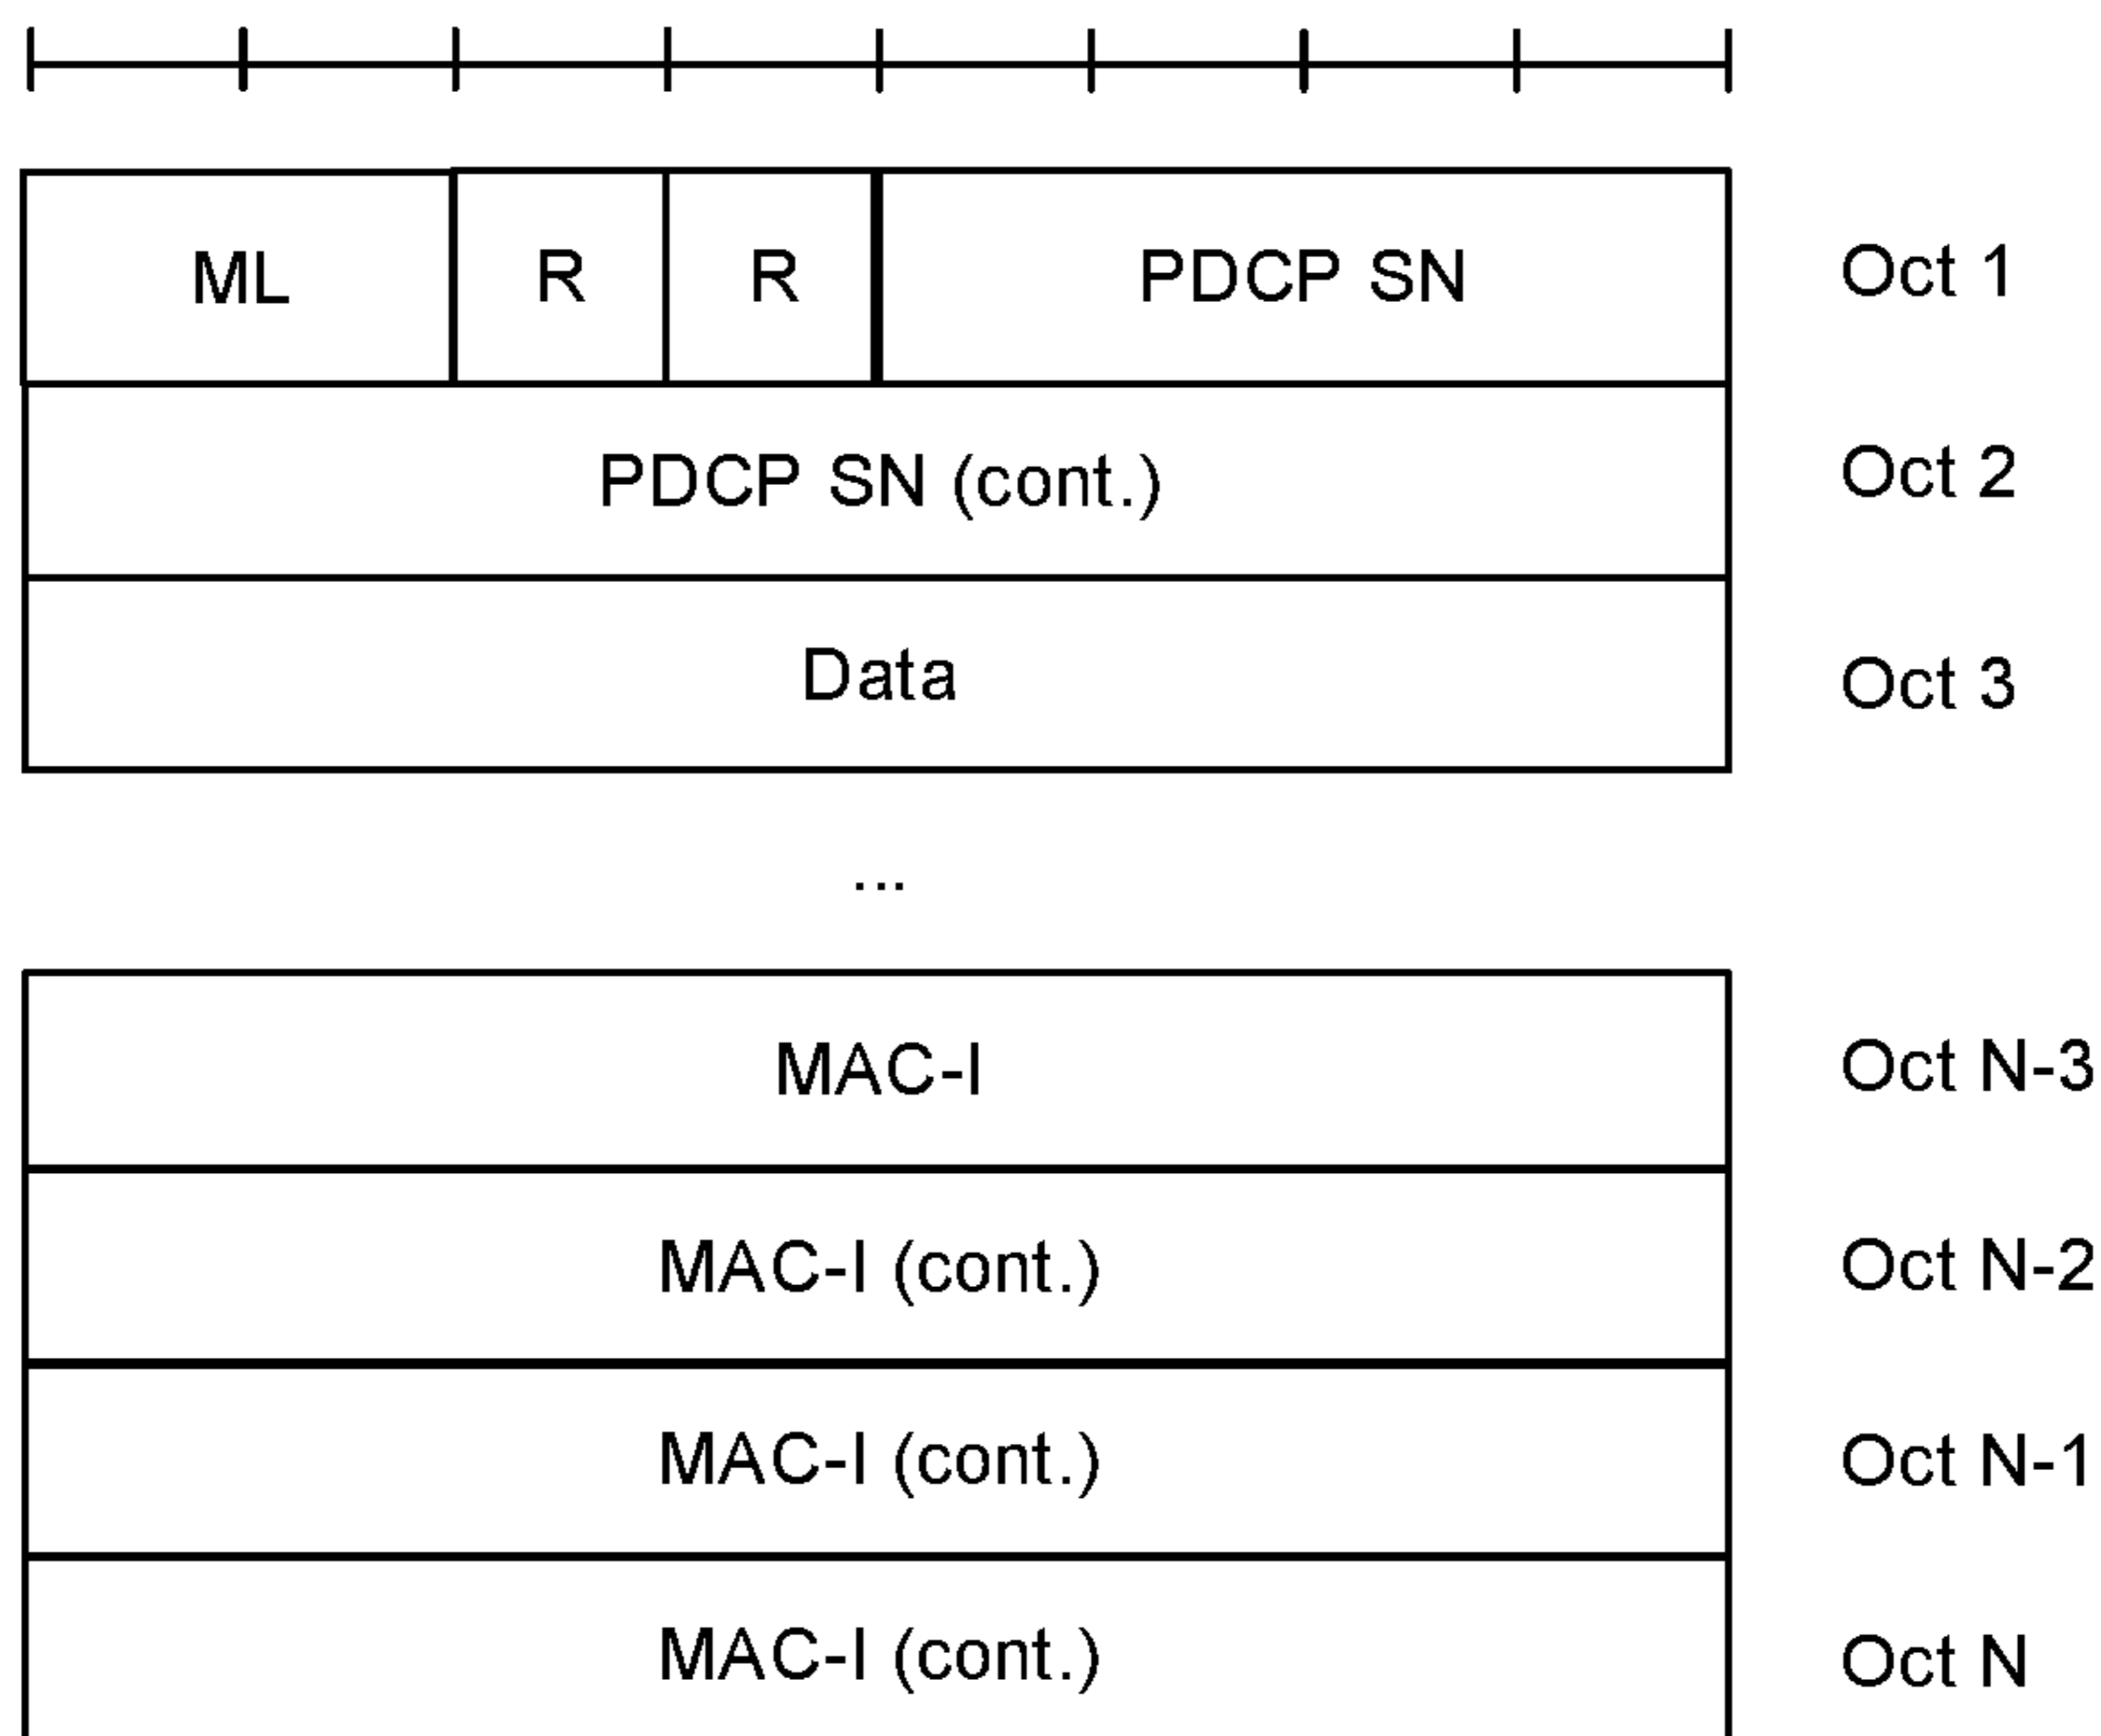 ML R R PDCP SN Oct 1
PDCP SN (cont.) Oct 2
Data Oct 3
...
MAC-I Oct N-3
MAC-I (cont.) Oct N-2
MAC-I (cont.) Oct N-1
MAC-I (cont.) Oct N